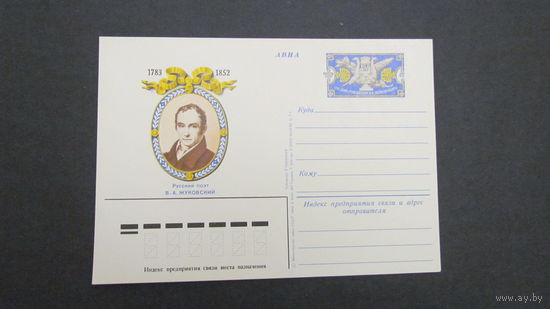 АВИА
1783 1852
Русский поэт
В. А. ЖУКОВСКИЙ
Куда
Кому
Индекс предприятия связи и адрес
отправителя
Индекс предприятия связи места назначения
www.ay.by